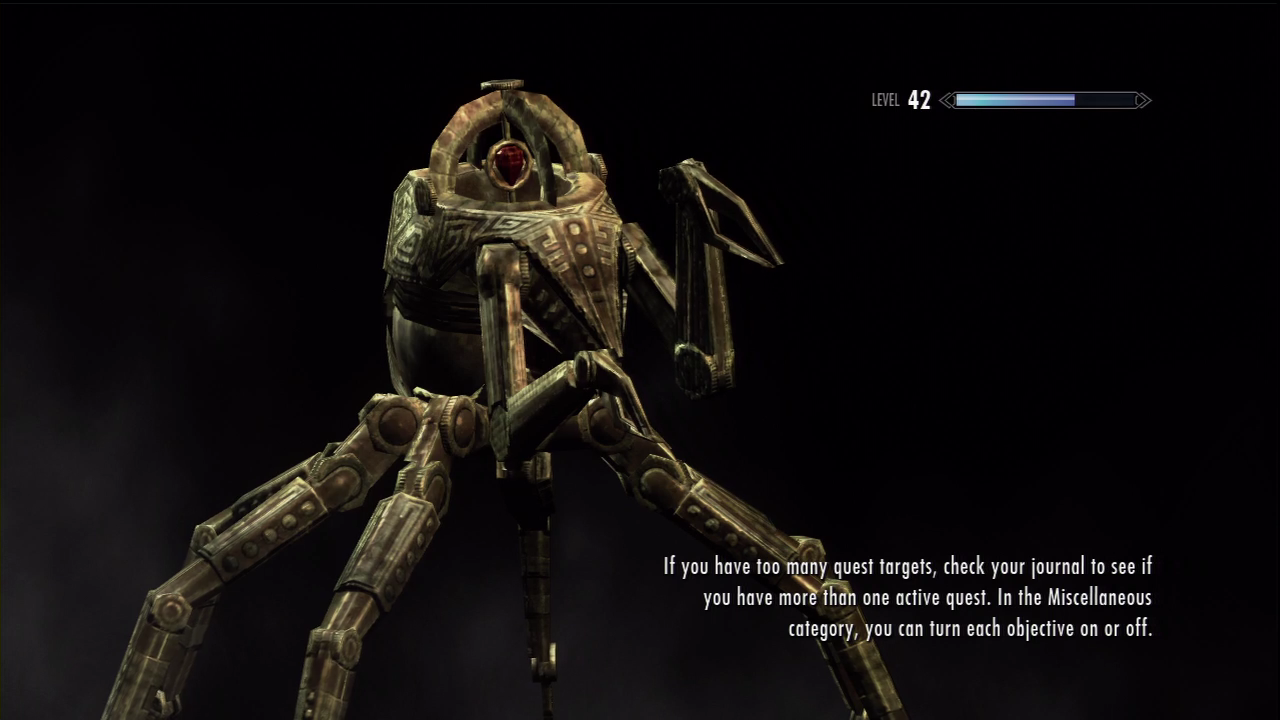 LEVEL 42
If you have too many quest targets, check your journal to see if
you have more than one active quest. In the Miscellaneous
category, you can turn each objective on or off.